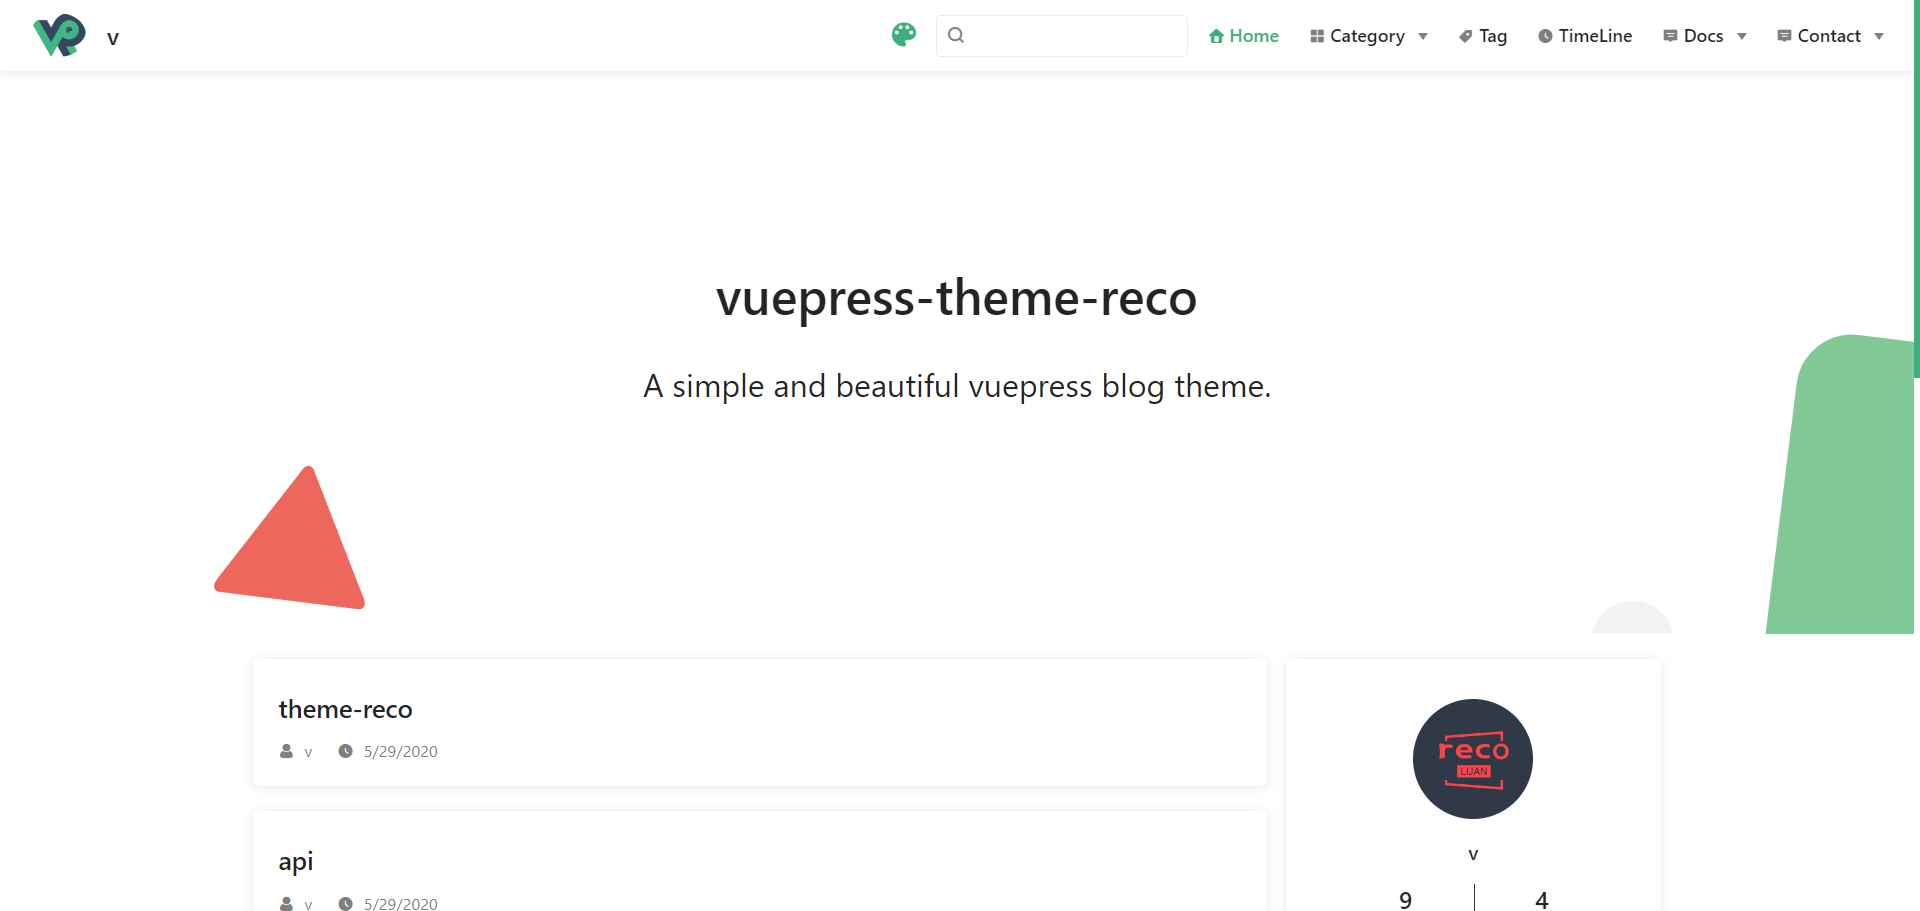 v
Home
Category
Tag
TimeLine
Docs
Contact
vuepress-theme-reco
A simple and beautiful vuepress blog theme.
theme-reco
v 5/29/2020
api
v 5/29/2020
reco
LUAN
v
9 4